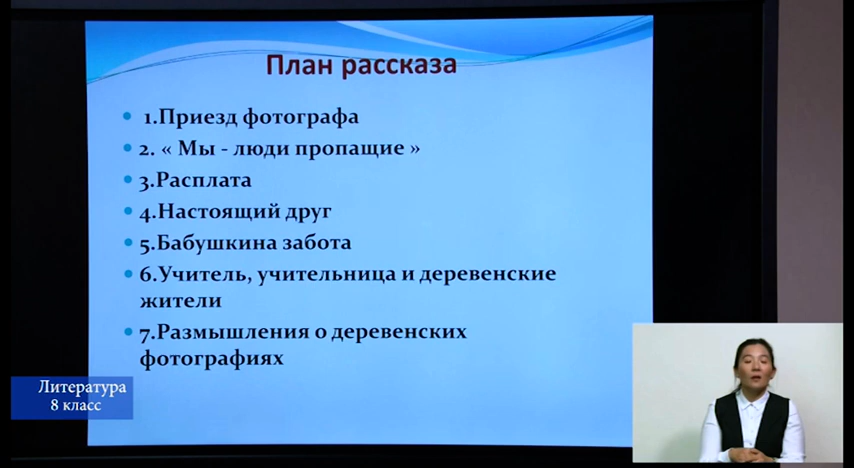 План рассказа
1.Приезд фотографа
2. « Мы - люди пропащие »
3.Расплата
4.Настоящий друг
5.Бабушкина забота
6.Учитель, учительница и деревенские
жители
7.Размышления о деревенских
фотографиях
Литература
8 класс